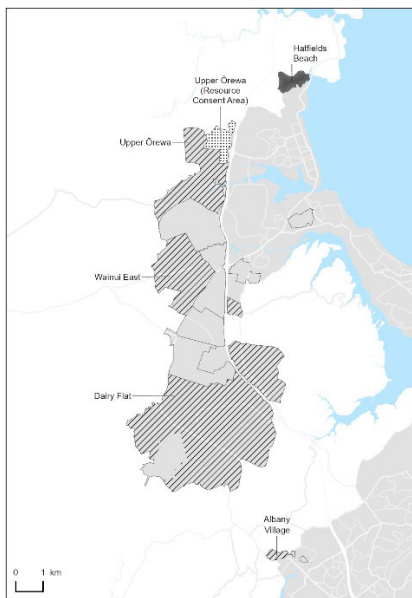 Hatfields
Beach
Upper Ōrewa
(Resource
Consent Area)
Upper Ōrewa
Wainui East
Dairy Flat
Albany
Village
0 1 km